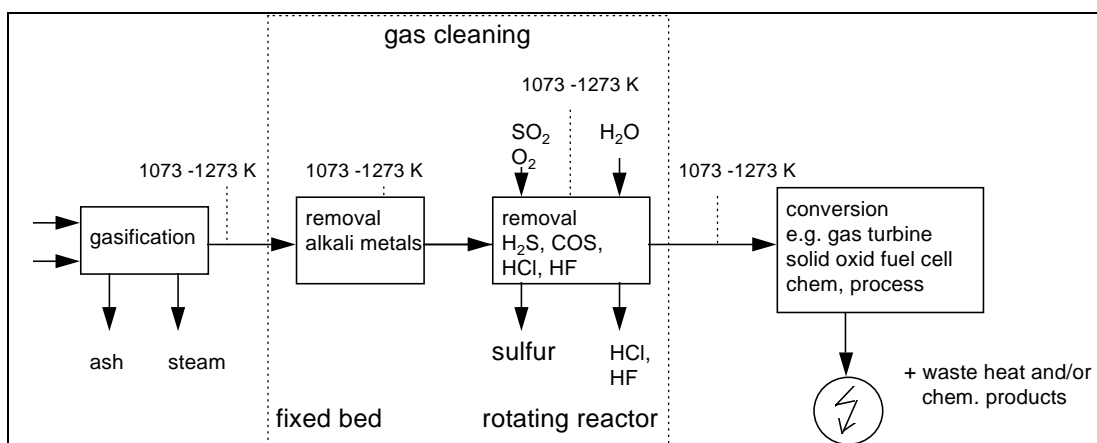 gas cleaning
1073 -1273 K
SO₂
O₂
H₂O
1073 -1273 K
1073 -1273 K
1073 -1273 K
gasification
removal
alkali metals
removal
H₂S, COS,
HCl, HF
conversion
e.g. gas turbine
solid oxid fuel cell
chem, process
ash
steam
sulfur
HCl,
HF
+ waste heat and/or
chem. products
fixed bed
rotating reactor